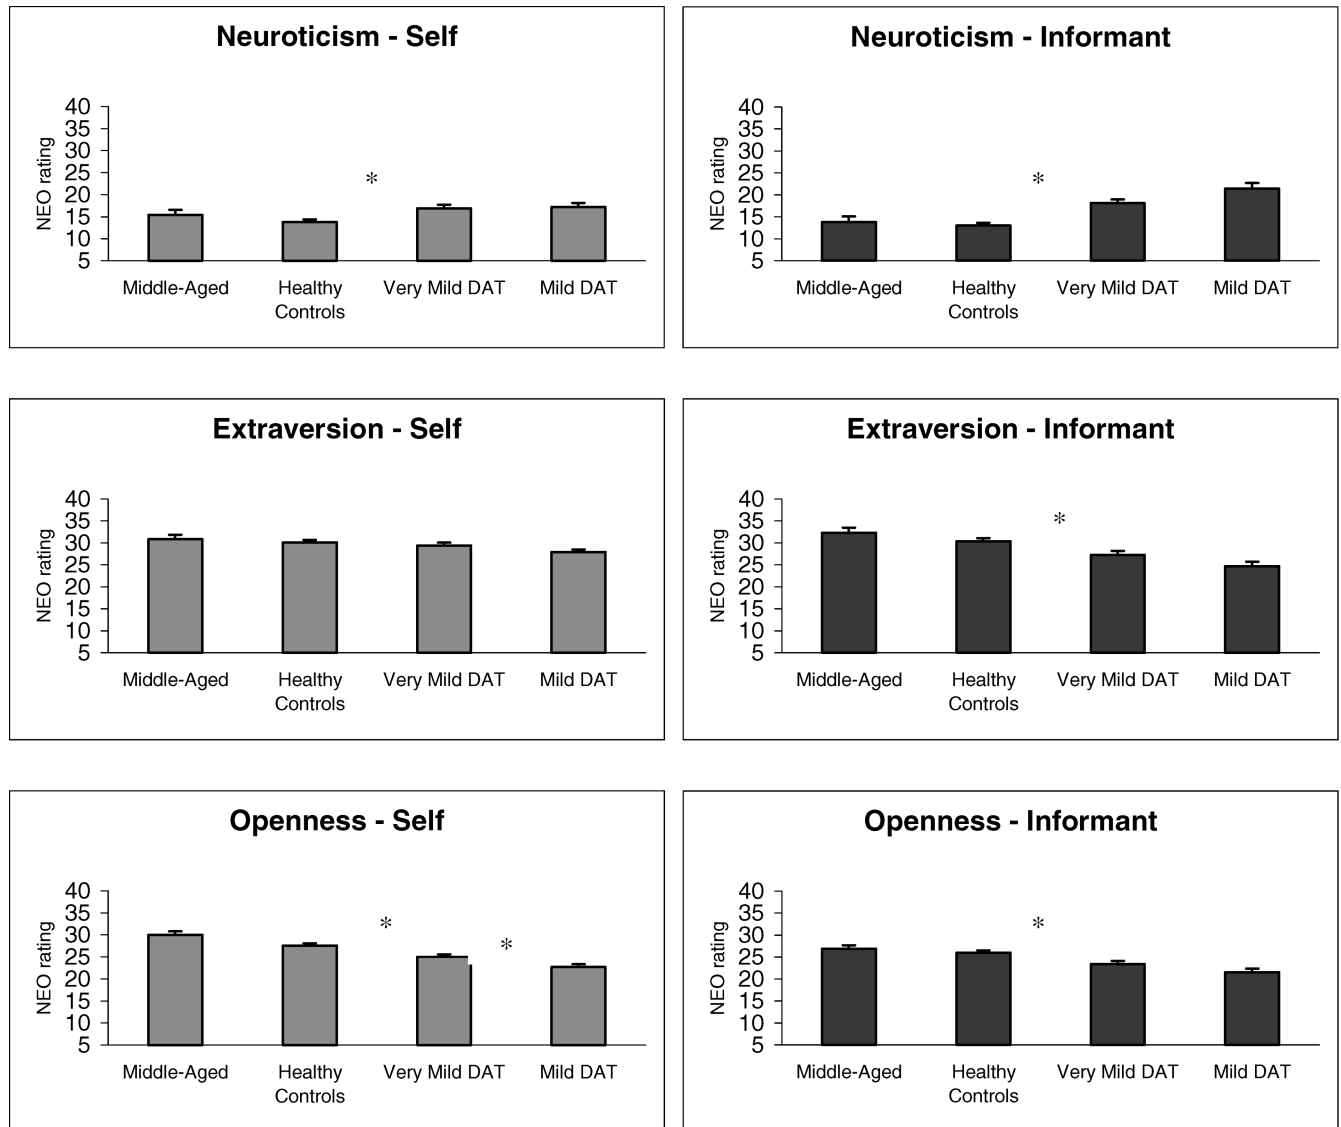 Neuroticism - Self
NEO rating
40
35
30
25
20
15
10
5
*
Middle-Aged
Healthy
Controls
Very Mild DAT
Mild DAT
Neuroticism - Informant
NEO rating
40
35
30
25
20
15
10
5
*
Middle-Aged
Healthy
Controls
Very Mild DAT
Mild DAT
Extraversion - Self
NEO rating
40
35
30
25
20
15
10
5
Middle-Aged
Healthy
Controls
Very Mild DAT
Mild DAT
Extraversion - Informant
NEO rating
40
35
30
25
20
15
10
5
*
Middle-Aged
Healthy
Controls
Very Mild DAT
Mild DAT
Openness - Self
NEO rating
40
35
30
25
20
15
10
5
*
*
Middle-Aged
Healthy
Controls
Very Mild DAT
Mild DAT
Openness - Informant
NEO rating
40
35
30
25
20
15
10
5
*
Middle-Aged
Healthy
Controls
Very Mild DAT
Mild DAT